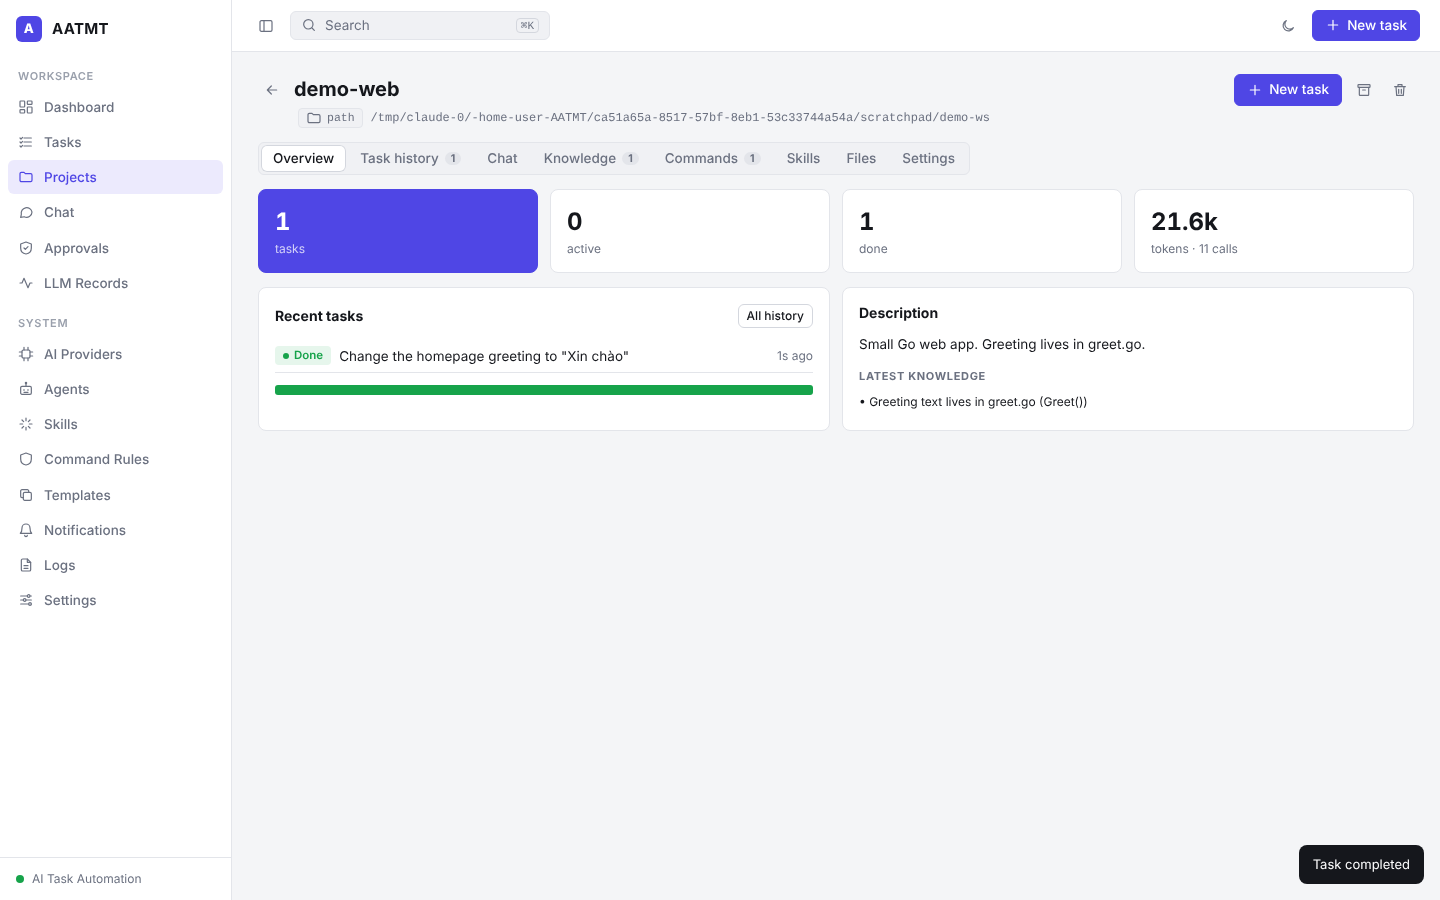 A AATMT
Search ⌘K
New task
WORKSPACE
Dashboard
Tasks
Projects
Chat
Approvals
LLM Records
SYSTEM
AI Providers
Agents
Skills
Command Rules
Templates
Notifications
Logs
Settings
AI Task Automation
demo-web
New task
path /tmp/claude-0/-home-user-AATMT/ca51a65a-8517-57bf-8eb1-53c33744a54a/scratchpad/demo-ws
Overview Task history 1 Chat Knowledge 1 Commands 1 Skills Files Settings
1
tasks
0
active
1
done
21.6k
tokens · 11 calls
Recent tasks All history
Done Change the homepage greeting to "Xin chào" 1s ago
Description
Small Go web app. Greeting lives in greet.go.
LATEST KNOWLEDGE
• Greeting text lives in greet.go (Greet())
Task completed